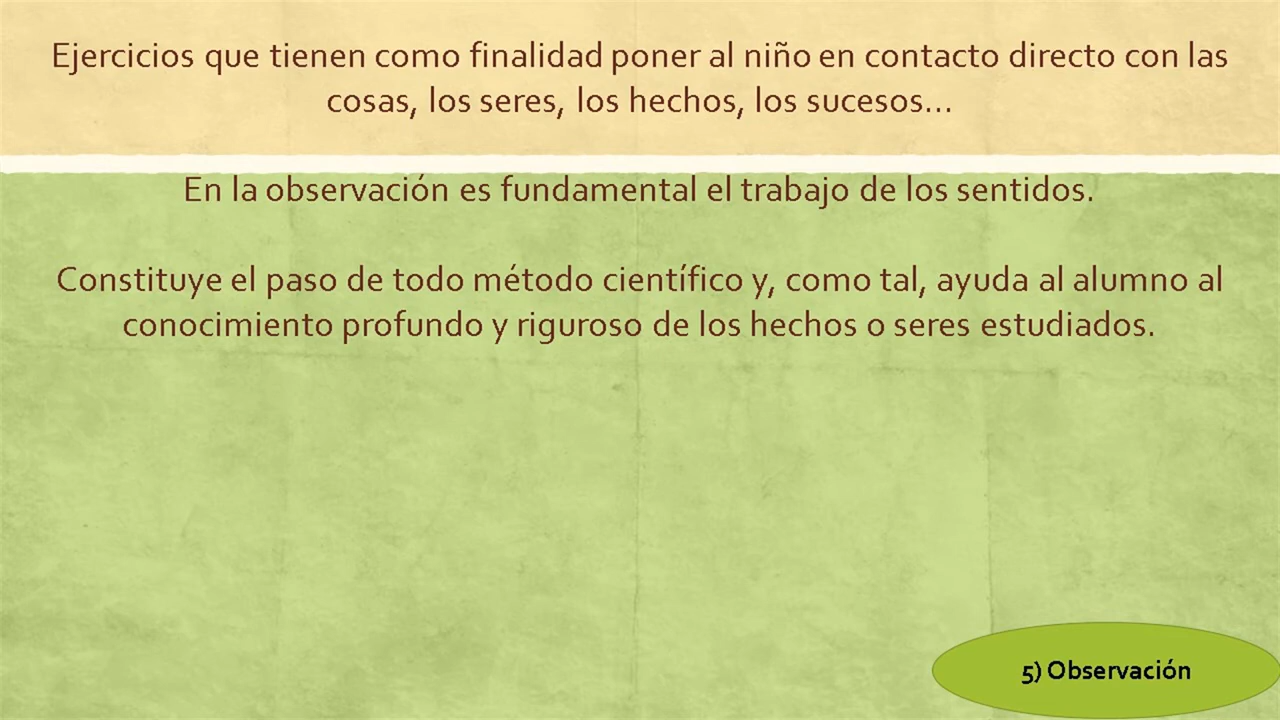 Ejercicios que tienen como finalidad poner al niño en contacto directo con las
cosas, los seres, los hechos, los sucesos...
En la observación es fundamental el trabajo de los sentidos.
Constituye el paso de todo método científico y, como tal, ayuda al alumno al
conocimiento profundo y riguroso de los hechos o seres estudiados.
5) Observación